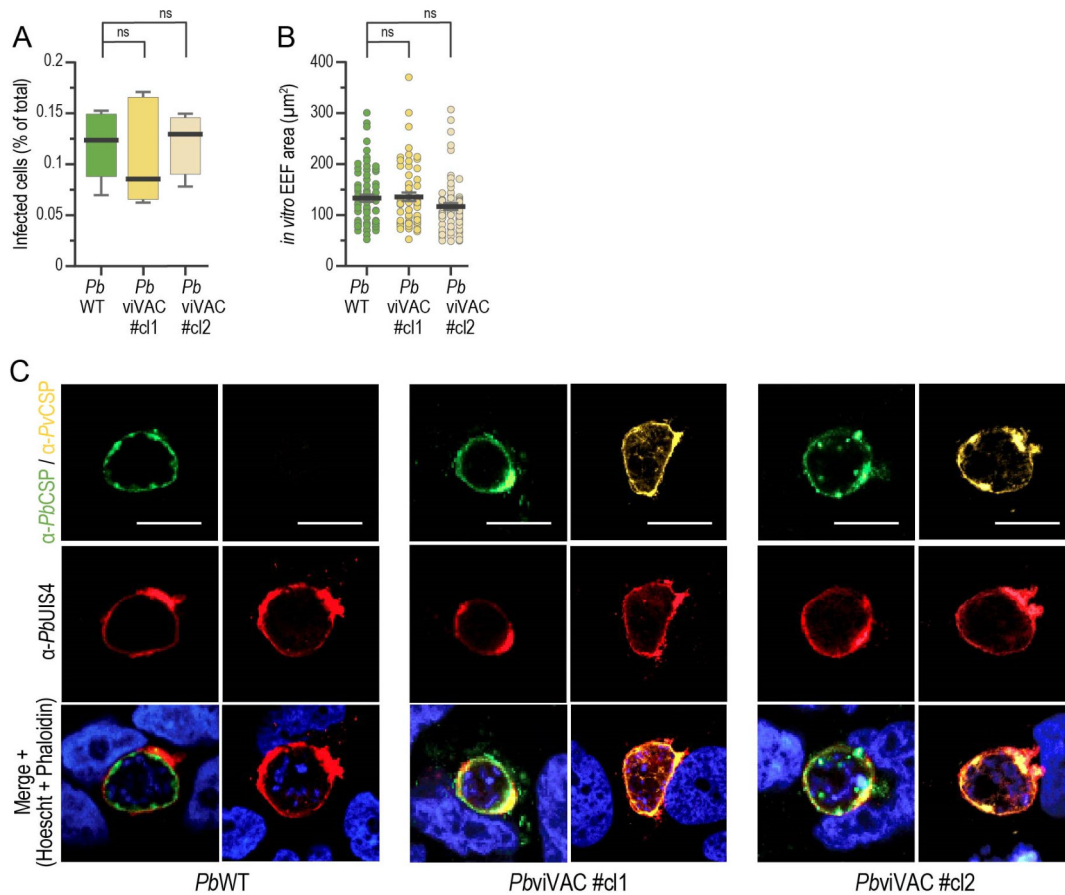 A
ns
ns
Infected cells (% of total)
0.2
0.15
0.1
0.05
0
Pb
WT
Pb
viVAC
#cl1
Pb
viVAC
#cl2
B
ns
ns
in vitro EEF area (µm²)
400
300
200
100
0
Pb
WT
Pb
viVAC
#cl1
Pb
viVAC
#cl2
C
α-PbCSP / α-PvCSP
α-PbUIS4
Merge +
(Hoescht + Phaloidin)
PbWT
PbviVAC #cl1
PbviVAC #cl2